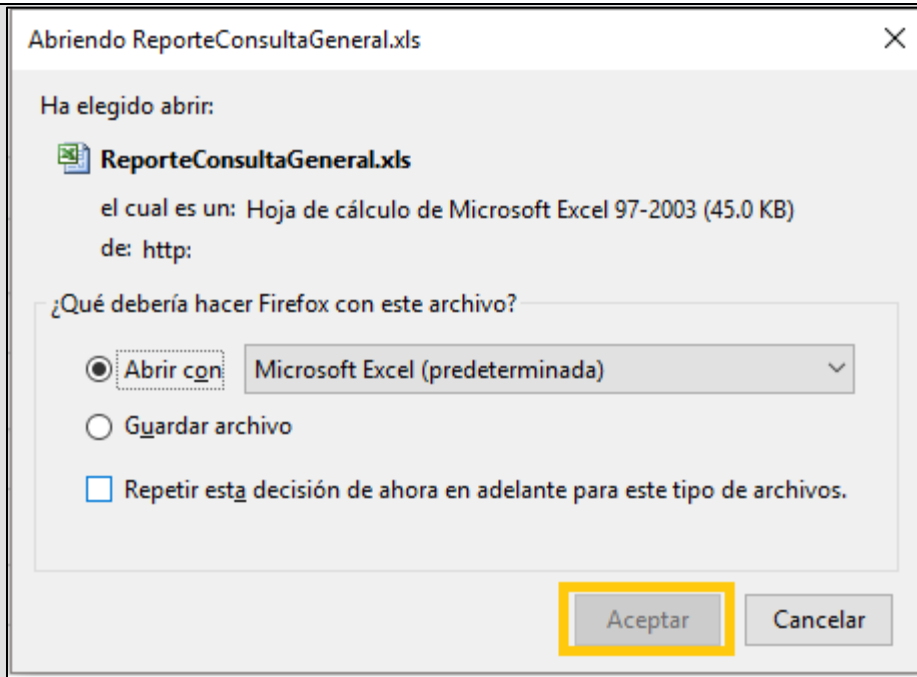 Abriendo ReporteConsultaGeneral.xls
Ha elegido abrir:
ReporteConsultaGeneral.xls
el cual es un: Hoja de cálculo de Microsoft Excel 97-2003 (45.0 KB)
de: http:
¿Qué debería hacer Firefox con este archivo?
Abrir con Microsoft Excel (predeterminada)
Guardar archivo
Repetir esta decisión de ahora en adelante para este tipo de archivos.
Aceptar Cancelar